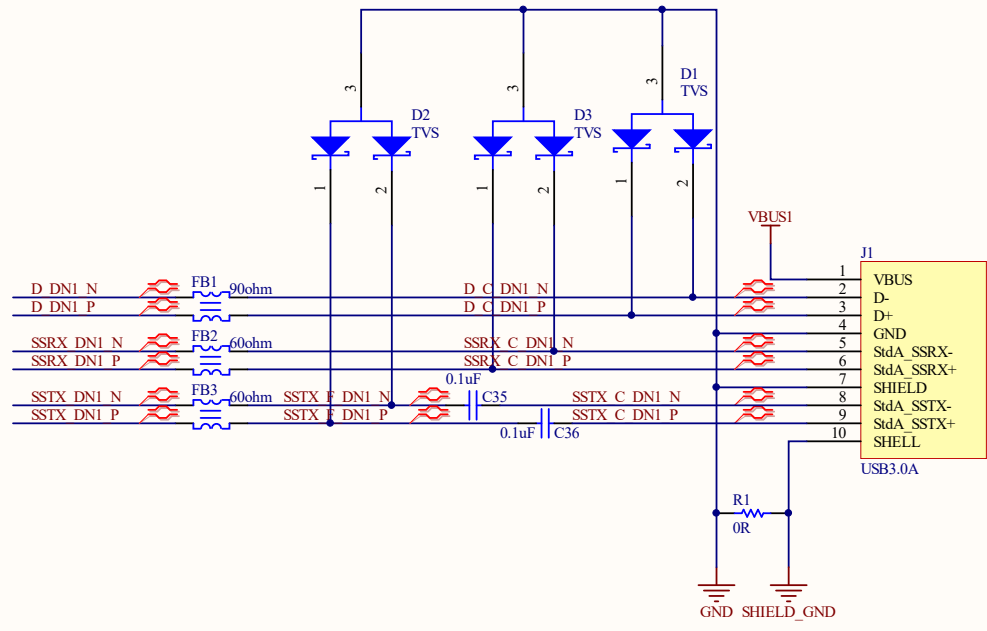 3
3
3
D2
TVS
D3
TVS
D1
TVS
1
2
1
2
1
2
VBUS1
J1
D_DN1_N
FB1
90ohm
D_C_DN1_N
1
VBUS
2
D-
D_DN1_P
D_C_DN1_P
3
D+
4
GND
SSRX_DN1_N
FB2
60ohm
SSRX_C_DN1_N
5
StdA_SSRX-
SSRX_DN1_P
SSRX_C_DN1_P
6
StdA_SSRX+
0.1uF
7
SHIELD
SSTX_DN1_N
FB3
60ohm
SSTX_F_DN1_N
C35
SSTX_C_DN1_N
8
StdA_SSTX-
SSTX_DN1_P
SSTX_F_DN1_P
SSTX_C_DN1_P
9
StdA_SSTX+
0.1uF
C36
10
SHELL
USB3.0A
R1
0R
GND
SHIELD_GND